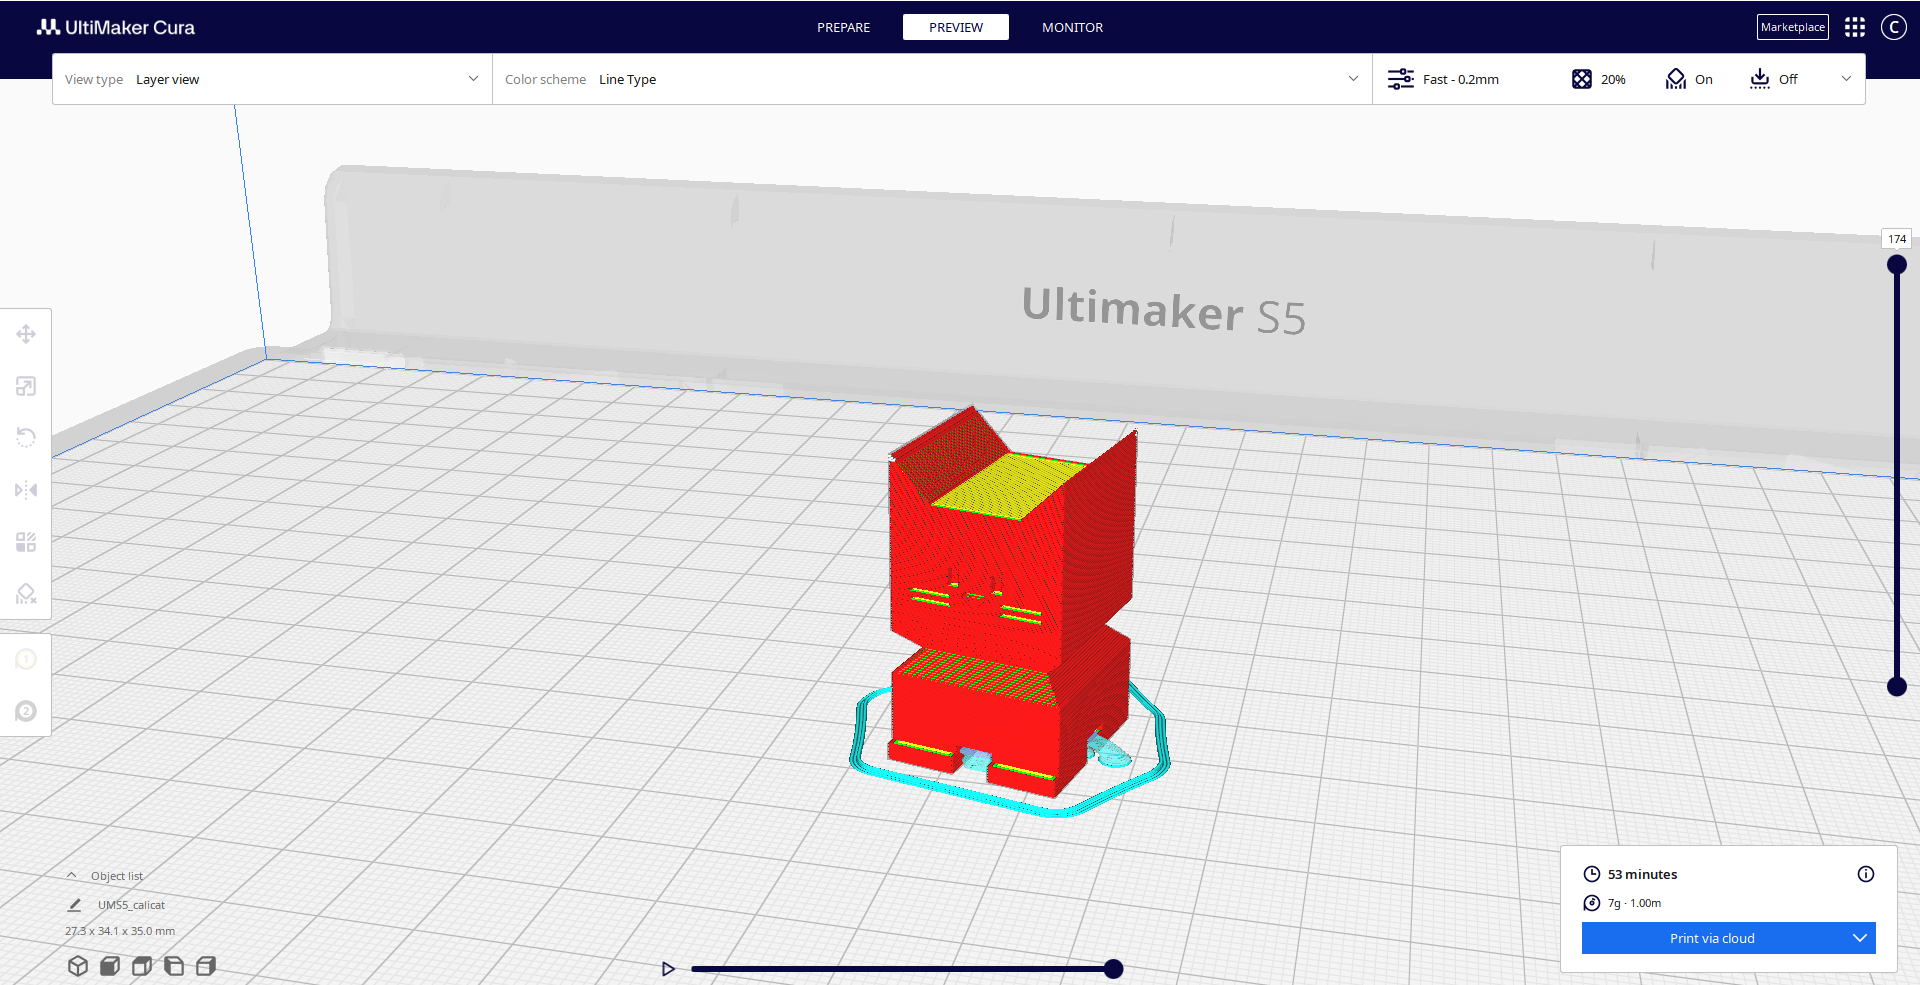 UltiMaker Cura
PREPARE
PREVIEW
MONITOR
Marketplace
C
View type Layer view
Color scheme Line Type
Fast - 0.2mm
20%
On
Off
174
Ultimaker S5
1
2
Object list
UMS5_calicat
27.3 x 34.1 x 35.0 mm
53 minutes
7g · 1.00m
Print via cloud